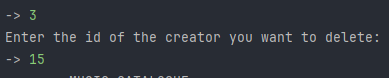 -> 3
Enter the id of the creator you want to delete:
-> 15